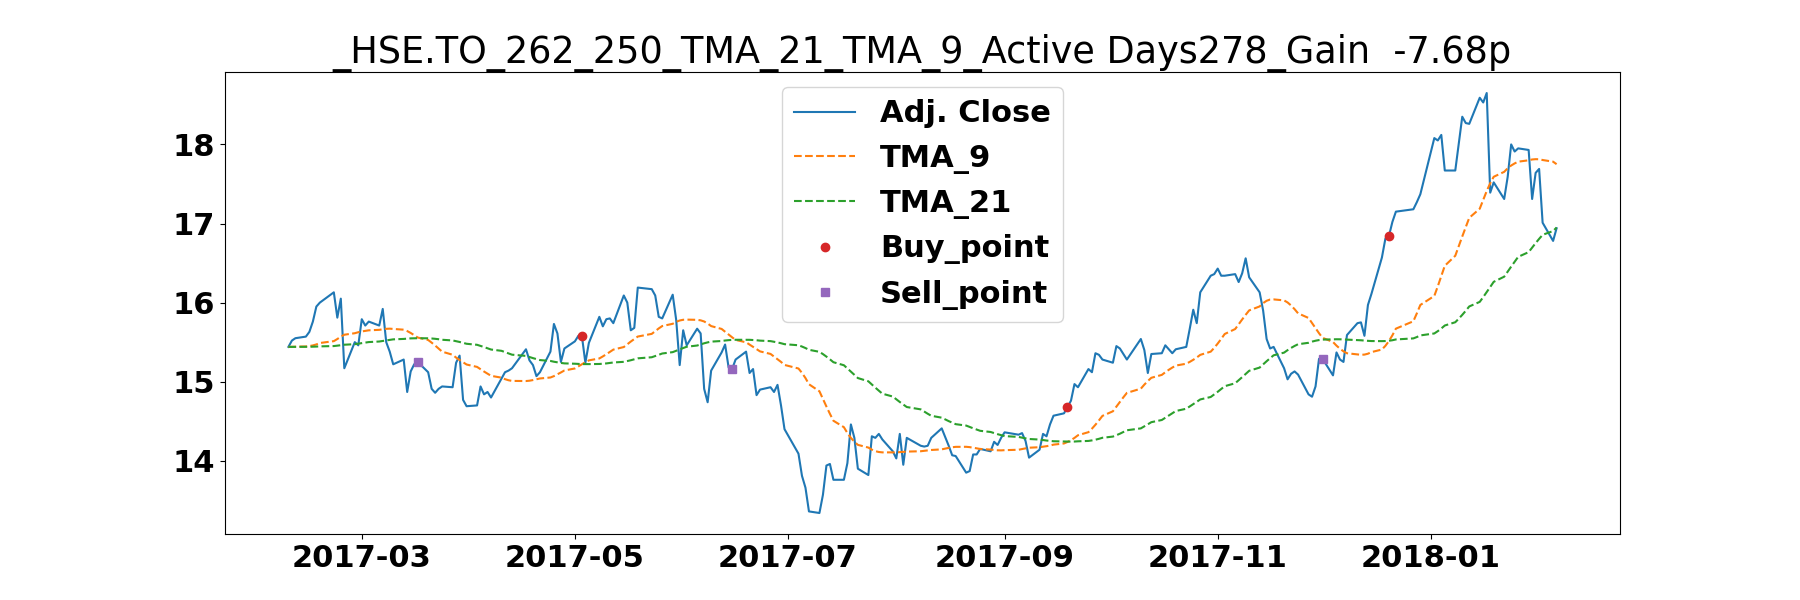 _HSE.TO_262_250_TMA_21_TMA_9_Active Days278_Gain  -7.68p
Adj. Close
TMA_9
TMA_21
Buy_point
Sell_point
18
17
16
15
14
2017-03
2017-05
2017-07
2017-09
2017-11
2018-01